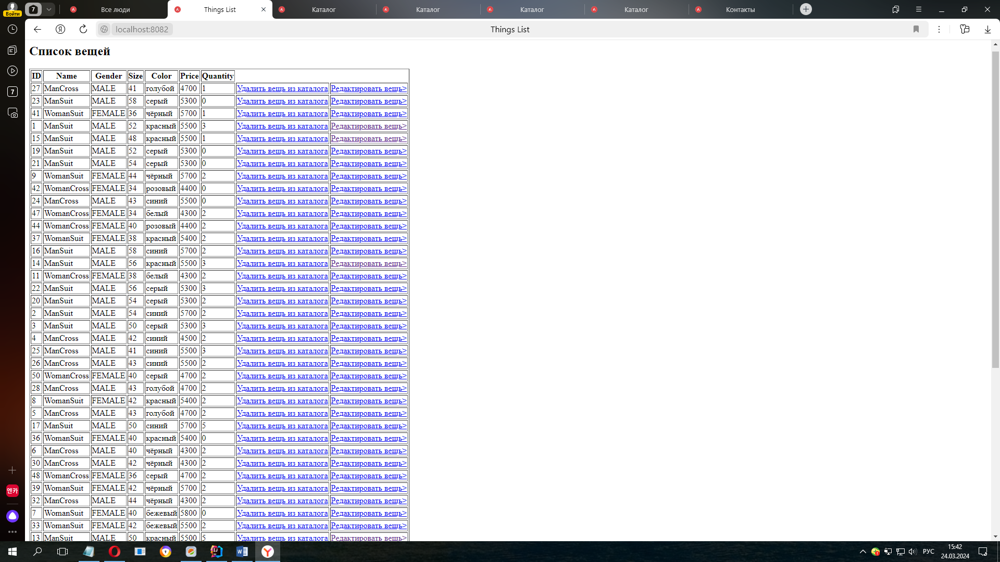 Войти
7
Все люди
Things List
Каталог
Каталог
Каталог
Каталог
Контакты
localhost:8082
Things List
7
Список вещей
ID Name Gender Size Color Price Quantity
27 ManCross MALE 41 голубой 4700 1 Удалить вещь из каталога Редактировать вещь>
23 ManSuit MALE 58 серый 5300 0 Удалить вещь из каталога Редактировать вещь>
41 WomanSuit FEMALE 36 чёрный 5700 1 Удалить вещь из каталога Редактировать вещь>
1 ManSuit MALE 52 красный 5500 3 Удалить вещь из каталога Редактировать вещь>
15 ManSuit MALE 48 красный 5500 1 Удалить вещь из каталога Редактировать вещь>
19 ManSuit MALE 52 серый 5300 0 Удалить вещь из каталога Редактировать вещь>
21 ManSuit MALE 54 серый 5300 0 Удалить вещь из каталога Редактировать вещь>
9 WomanSuit FEMALE 44 чёрный 5700 2 Удалить вещь из каталога Редактировать вещь>
42 WomanCross FEMALE 34 розовый 4400 0 Удалить вещь из каталога Редактировать вещь>
24 ManCross MALE 43 синий 5500 0 Удалить вещь из каталога Редактировать вещь>
47 WomanCross FEMALE 34 белый 4300 2 Удалить вещь из каталога Редактировать вещь>
44 WomanCross FEMALE 40 розовый 4400 2 Удалить вещь из каталога Редактировать вещь>
37 WomanSuit FEMALE 38 красный 5400 2 Удалить вещь из каталога Редактировать вещь>
16 ManSuit MALE 58 синий 5700 2 Удалить вещь из каталога Редактировать вещь>
14 ManSuit MALE 56 красный 5500 3 Удалить вещь из каталога Редактировать вещь>
11 WomanCross FEMALE 38 белый 4300 2 Удалить вещь из каталога Редактировать вещь>
22 ManSuit MALE 56 серый 5300 3 Удалить вещь из каталога Редактировать вещь>
20 ManSuit MALE 54 серый 5300 2 Удалить вещь из каталога Редактировать вещь>
2 ManSuit MALE 54 синий 5700 2 Удалить вещь из каталога Редактировать вещь>
3 ManSuit MALE 50 серый 5300 3 Удалить вещь из каталога Редактировать вещь>
4 ManCross MALE 42 синий 4500 2 Удалить вещь из каталога Редактировать вещь>
25 ManCross MALE 41 синий 5500 3 Удалить вещь из каталога Редактировать вещь>
26 ManCross MALE 43 синий 5500 2 Удалить вещь из каталога Редактировать вещь>
50 WomanCross FEMALE 40 серый 4700 2 Удалить вещь из каталога Редактировать вещь>
28 ManCross MALE 43 голубой 4700 2 Удалить вещь из каталога Редактировать вещь>
8 WomanSuit FEMALE 42 красный 5400 2 Удалить вещь из каталога Редактировать вещь>
5 ManCross MALE 43 голубой 4700 2 Удалить вещь из каталога Редактировать вещь>
17 ManSuit MALE 50 синий 5700 5 Удалить вещь из каталога Редактировать вещь>
36 WomanSuit FEMALE 40 красный 5400 0 Удалить вещь из каталога Редактировать вещь>
6 ManCross MALE 40 чёрный 4300 2 Удалить вещь из каталога Редактировать вещь>
30 ManCross MALE 42 чёрный 4300 2 Удалить вещь из каталога Редактировать вещь>
48 WomanCross FEMALE 36 серый 4700 2 Удалить вещь из каталога Редактировать вещь>
39 WomanSuit FEMALE 42 чёрный 5700 2 Удалить вещь из каталога Редактировать вещь>
32 ManCross MALE 44 чёрный 4300 2 Удалить вещь из каталога Редактировать вещь>
7 WomanSuit FEMALE 40 бежевый 5800 0 Удалить вещь из каталога Редактировать вещь>
33 WomanSuit FEMALE 42 бежевый 5500 2 Удалить вещь из каталога Редактировать вещь>
13 ManSuit MALE 50 красный 5500 5 Удалить вещь из каталога Редактировать вещь>
엔카
РУС
15:42
24.03.2024